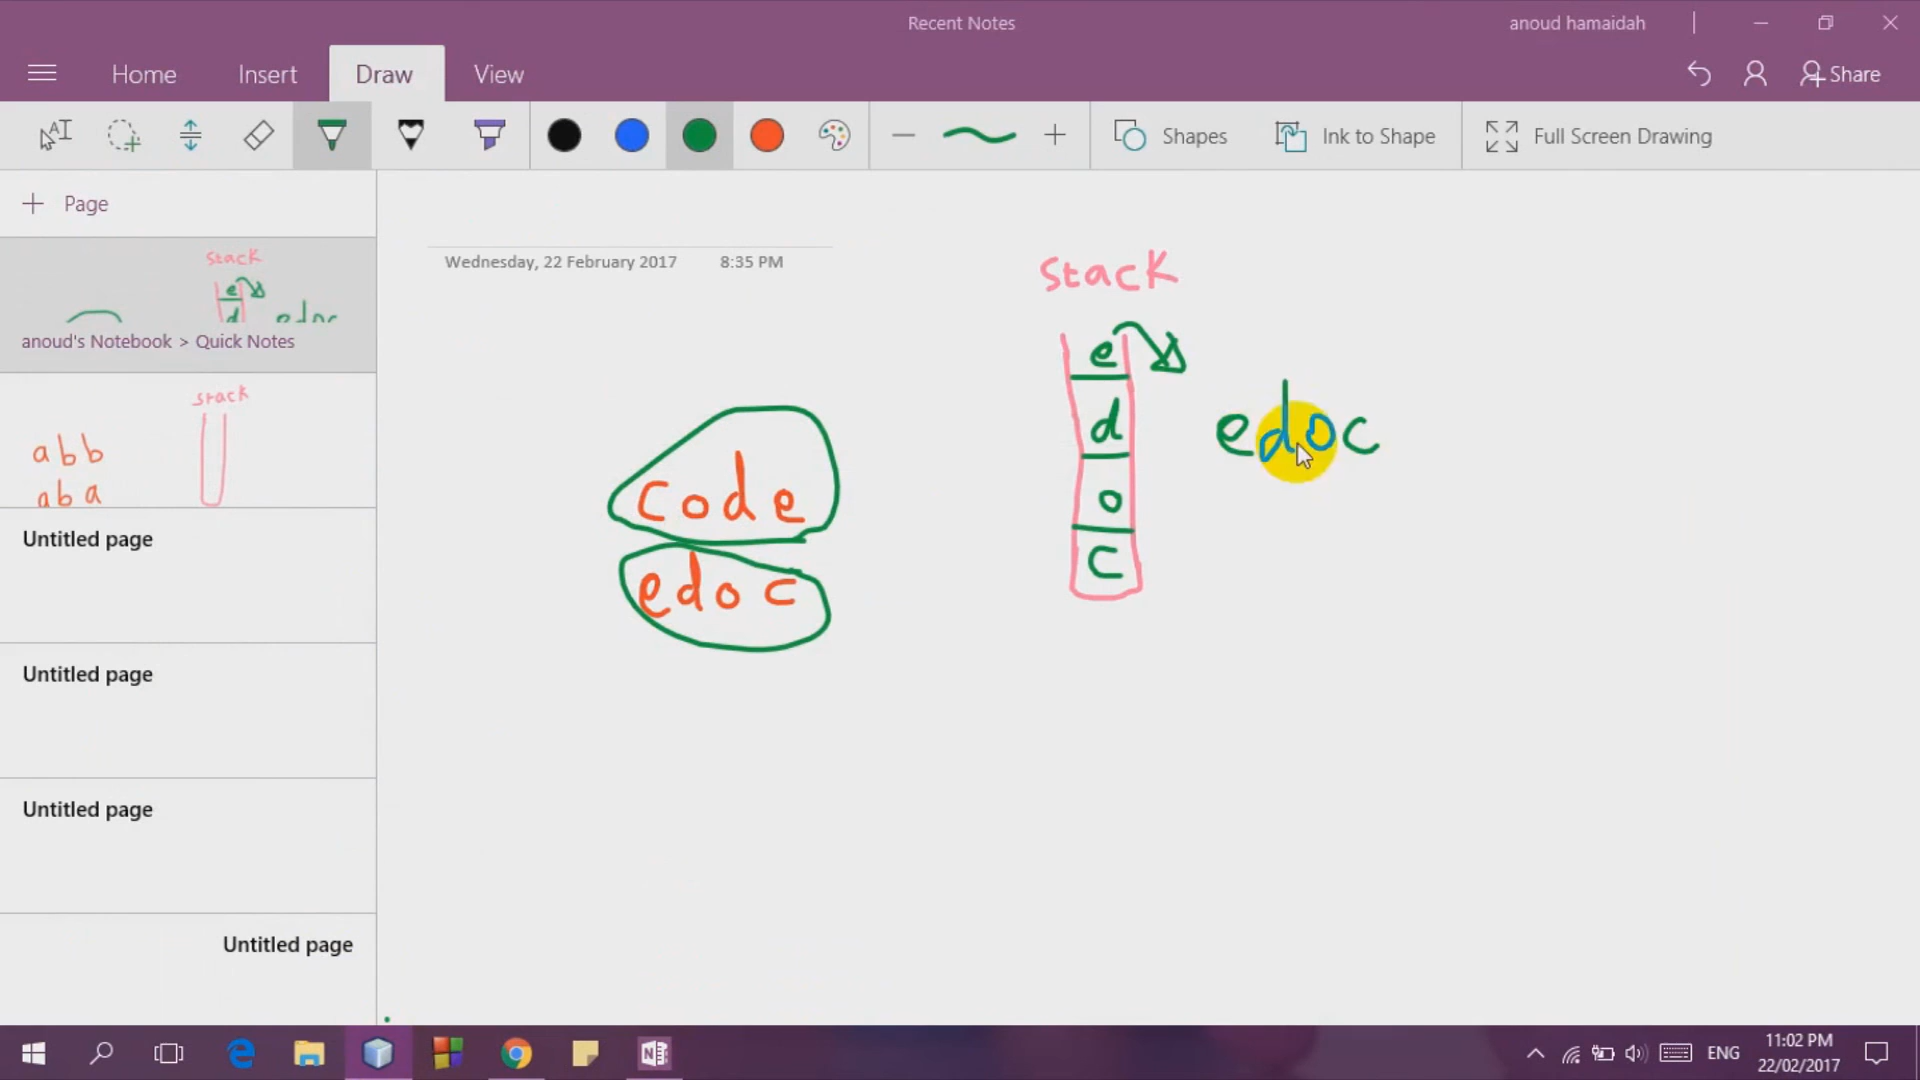 Recent Notes
anoud hamaidah
Home
Insert
Draw
View
Share
Shapes
Ink to Shape
Full Screen Drawing
Page
stack
e
d
edoc
anoud's Notebook > Quick Notes
stack
abb
aba
Untitled page
Untitled page
Untitled page
Untitled page
Wednesday, 22 February 2017 8:35 PM
code
edoc
stack
e
d
o
c
edoc
ENG
11:02 PM
22/02/2017